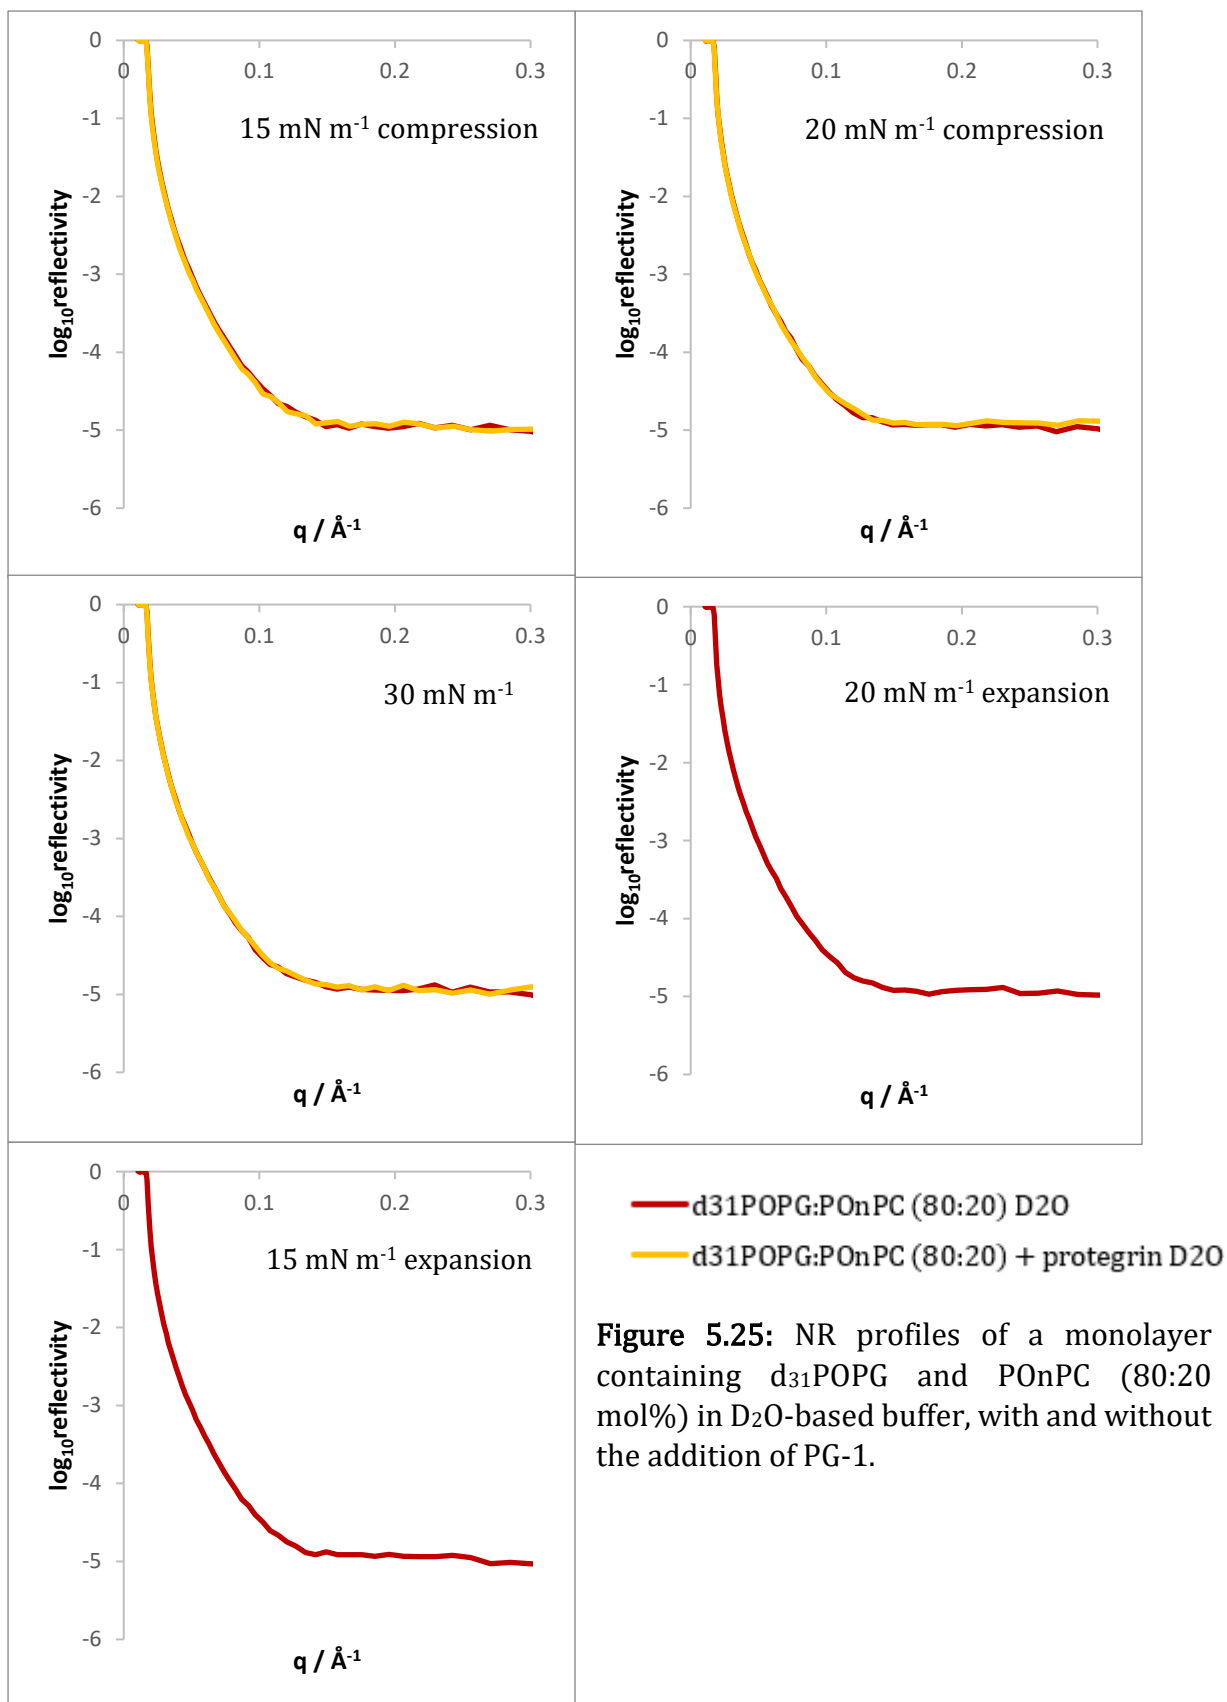 0
0
0.1
0.2
0.3
-1
-2
-3
-4
-5
-6
15 mN m-1 compression
log10reflectivity
q / Å-1
0
0
0.1
0.2
0.3
-1
-2
-3
-4
-5
-6
20 mN m-1 compression
log10reflectivity
q / Å-1
0
0
0.1
0.2
0.3
-1
-2
-3
-4
-5
-6
30 mN m-1
log10reflectivity
q / Å-1
0
0
0.1
0.2
0.3
-1
-2
-3
-4
-5
-6
20 mN m-1 expansion
log10reflectivity
q / Å-1
0
0
0.1
0.2
0.3
-1
-2
-3
-4
-5
-6
15 mN m-1 expansion
log10reflectivity
q / Å-1
d31POPG:POnPC (80:20) D2O
d31POPG:POnPC (80:20) + protegrin D2O
Figure 5.25: NR profiles of a monolayer
containing d31POPG and POnPC (80:20
mol%) in D2O-based buffer, with and without
the addition of PG-1.